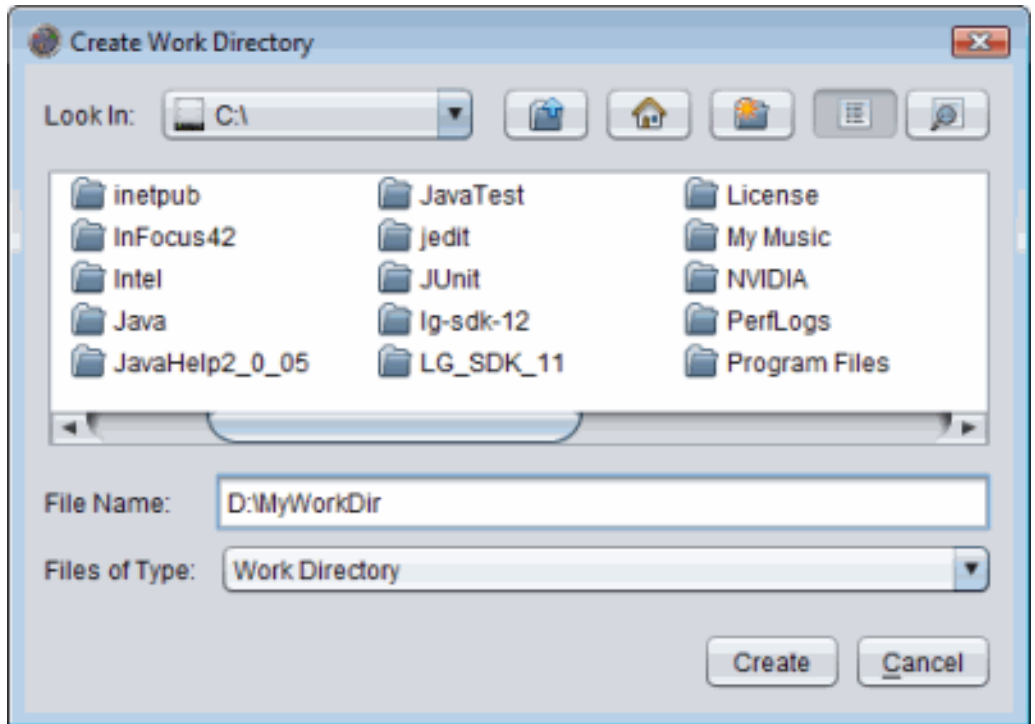 Create Work Directory
Look In: C:\
inetpub JavaTest License
InFocus42 jedit My Music
Intel JUnit NVIDIA
Java lg-sdk-12 PerfLogs
JavaHelp2_0_05 LG_SDK_11 Program Files
File Name: D:\MyWorkDir
Files of Type: Work Directory
Create Cancel